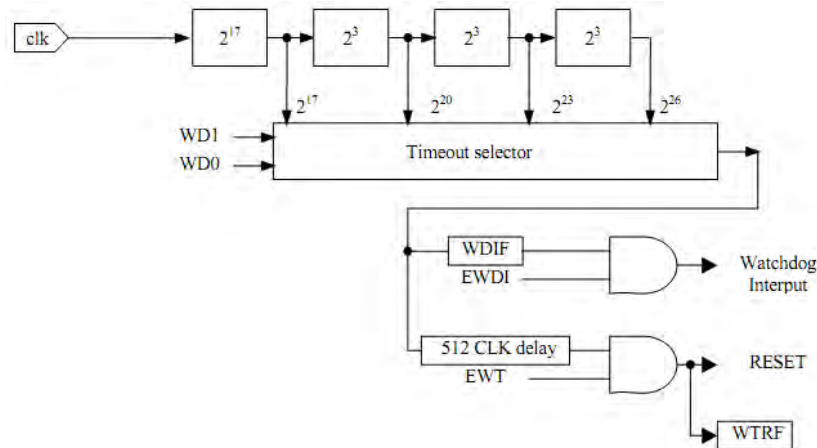 clk
2^17
2^3
2^3
2^3
2^17
2^20
2^23
2^26
WD1
WD0
Timeout selector
WDIF
EWDI
Watchdog
Interput
512 CLK delay
EWT
RESET
WTRF